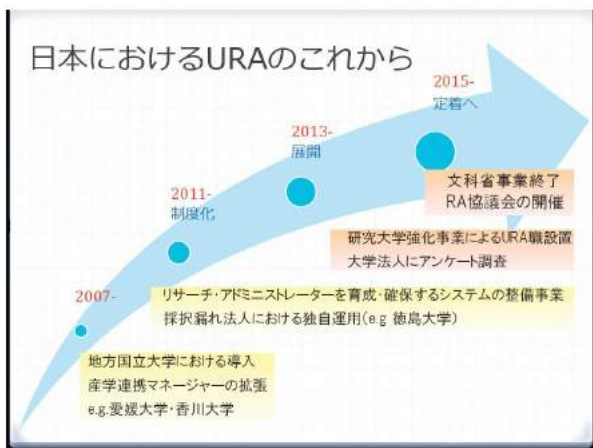 日本におけるURAのこれから
2015-
定着へ
2013-
展開
文科省事業終了
RA協議会の開催
2011-
制度化
研究大学強化事業によるURA職設置
大学法人にアンケート調査
2007-
リサーチ・アドミニストレーターを育成・確保するシステムの整備事業
採択漏れ法人における独自運用(e.g 徳島大学)
地方国立大学における導入
産学連携マネージャーの拡張
e.g.愛媛大学・香川大学